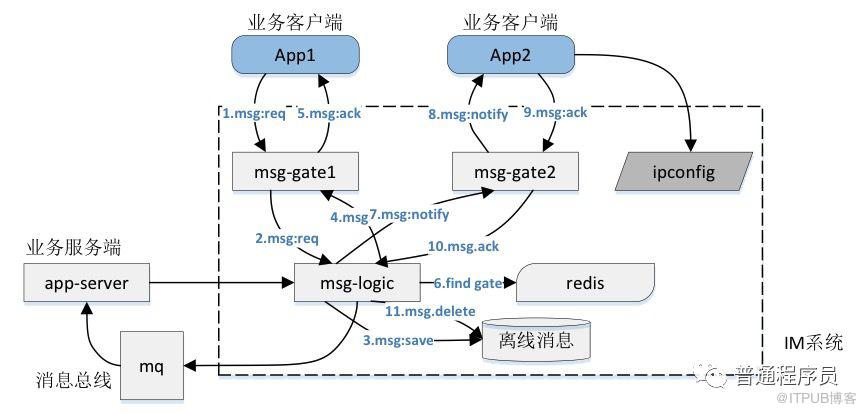 业务客户端
业务客户端
App1
App2
1.msg:req
5.msg:ack
8.msg:notify
9.msg:ack
msg-gate1
msg-gate2
ipconfig
4.msg
7.msg:notify
2.msg:req
10.msg.ack
业务服务端
app-server
msg-logic
6.find gate
redis
11.msg.delete
3.msg:save
离线消息
IM系统
消息总线
mq
普通程序员
@ITPUB博客